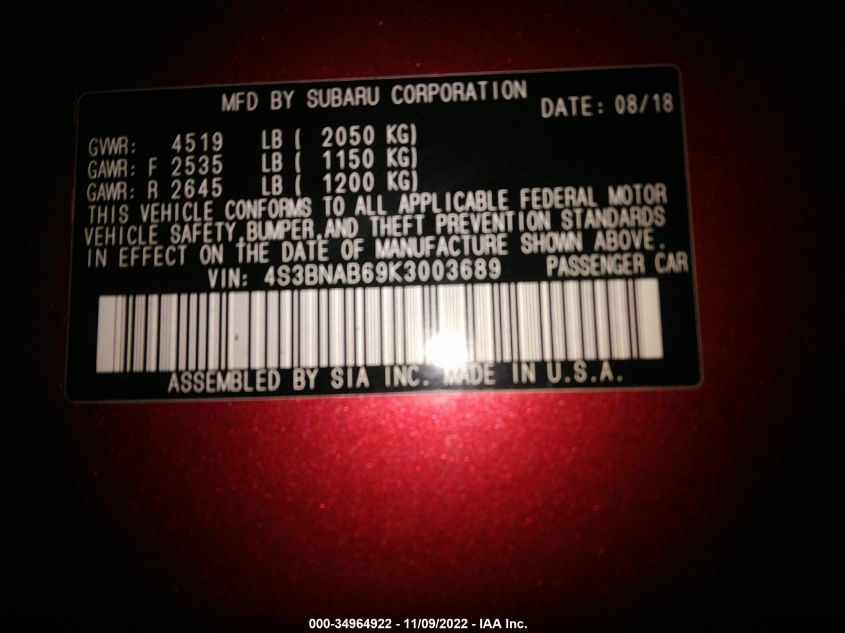 MFD BY SUBARU CORPORATION DATE: 08/18
GVWR: 4519 LB ( 2050 KG)
GAWR: F 2535 LB ( 1150 KG)
GAWR: R 2645 LB ( 1200 KG)
THIS VEHICLE CONFORMS TO ALL APPLICABLE FEDERAL MOTOR
VEHICLE SAFETY,BUMPER,AND THEFT PREVENTION STANDARDS
IN EFFECT ON THE DATE OF MANUFACTURE SHOWN ABOVE.
VIN: 4S3BNAB69K3003689 PASSENGER CAR
ASSEMBLED BY SIA INC. MADE IN U.S.A.
000-34964922 - 11/09/2022 - IAA Inc.